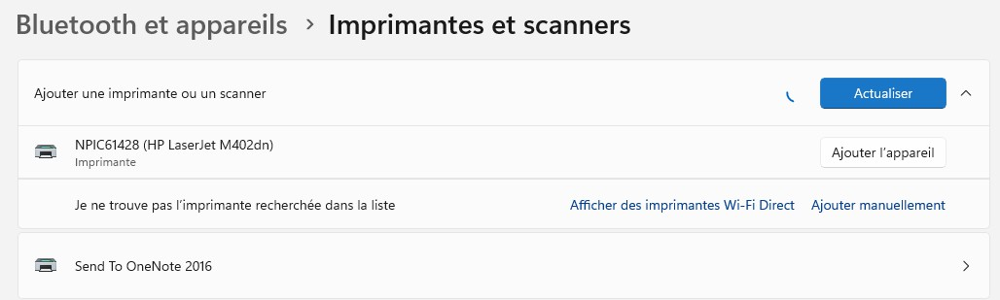 Bluetooth et appareils > Imprimantes et scanners
Ajouter une imprimante ou un scanner Actualiser
NPIC61428 (HP LaserJet M402dn)
Imprimante
Ajouter l’appareil
Je ne trouve pas l’imprimante recherchée dans la liste Afficher des imprimantes Wi-Fi Direct Ajouter manuellement
Send To OneNote 2016